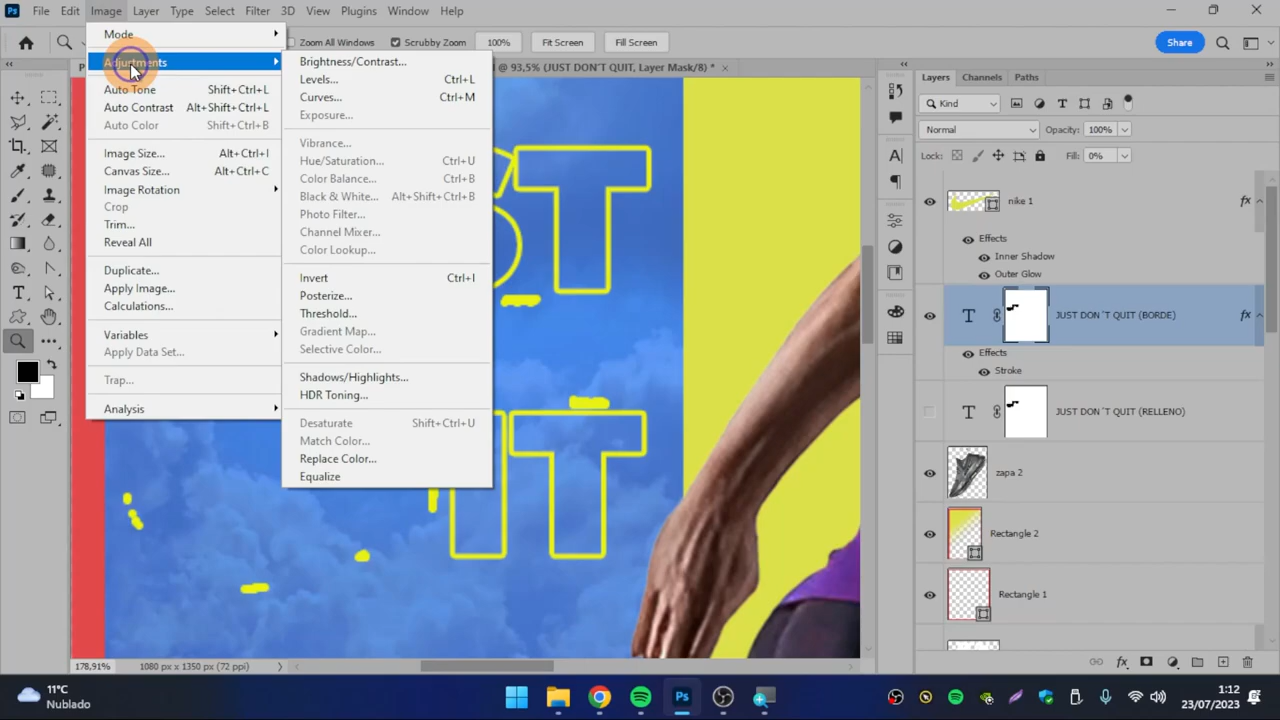 Ps File Edit Image Layer Type Select Filter 3D View Plugins Window Help
Zoom All Windows Scrubby Zoom 100% Fit Screen Fill Screen Share
@ 93,5% (JUST DON'T QUIT, Layer Mask/8) * ×
Mode
Adjustments
Auto Tone Shift+Ctrl+L
Auto Contrast Alt+Shift+Ctrl+L
Auto Color Shift+Ctrl+B
Image Size... Alt+Ctrl+I
Canvas Size... Alt+Ctrl+C
Image Rotation
Crop
Trim...
Reveal All
Duplicate...
Apply Image...
Calculations...
Variables
Apply Data Set...
Trap...
Analysis
Brightness/Contrast...
Levels... Ctrl+L
Curves... Ctrl+M
Exposure...
Vibrance...
Hue/Saturation... Ctrl+U
Color Balance... Ctrl+B
Black & White... Alt+Shift+Ctrl+B
Photo Filter...
Channel Mixer...
Color Lookup...
Invert Ctrl+I
Posterize...
Threshold...
Gradient Map...
Selective Color...
Shadows/Highlights...
HDR Toning...
Desaturate Shift+Ctrl+U
Match Color...
Replace Color...
Equalize
ST
IT
Layers Channels Paths
Kind
Normal Opacity: 100%
Lock: Fill: 0%
nike 1 fx
Effects
Inner Shadow
Outer Glow
T JUST DON´T QUIT (BORDE) fx
Effects
Stroke
T JUST DON´T QUIT (RELLENO)
zapa 2
Rectangle 2
Rectangle 1
178,91% 1080 px x 1350 px (72 ppi)
11°C
Nublado
Ps
1:12
23/07/2023